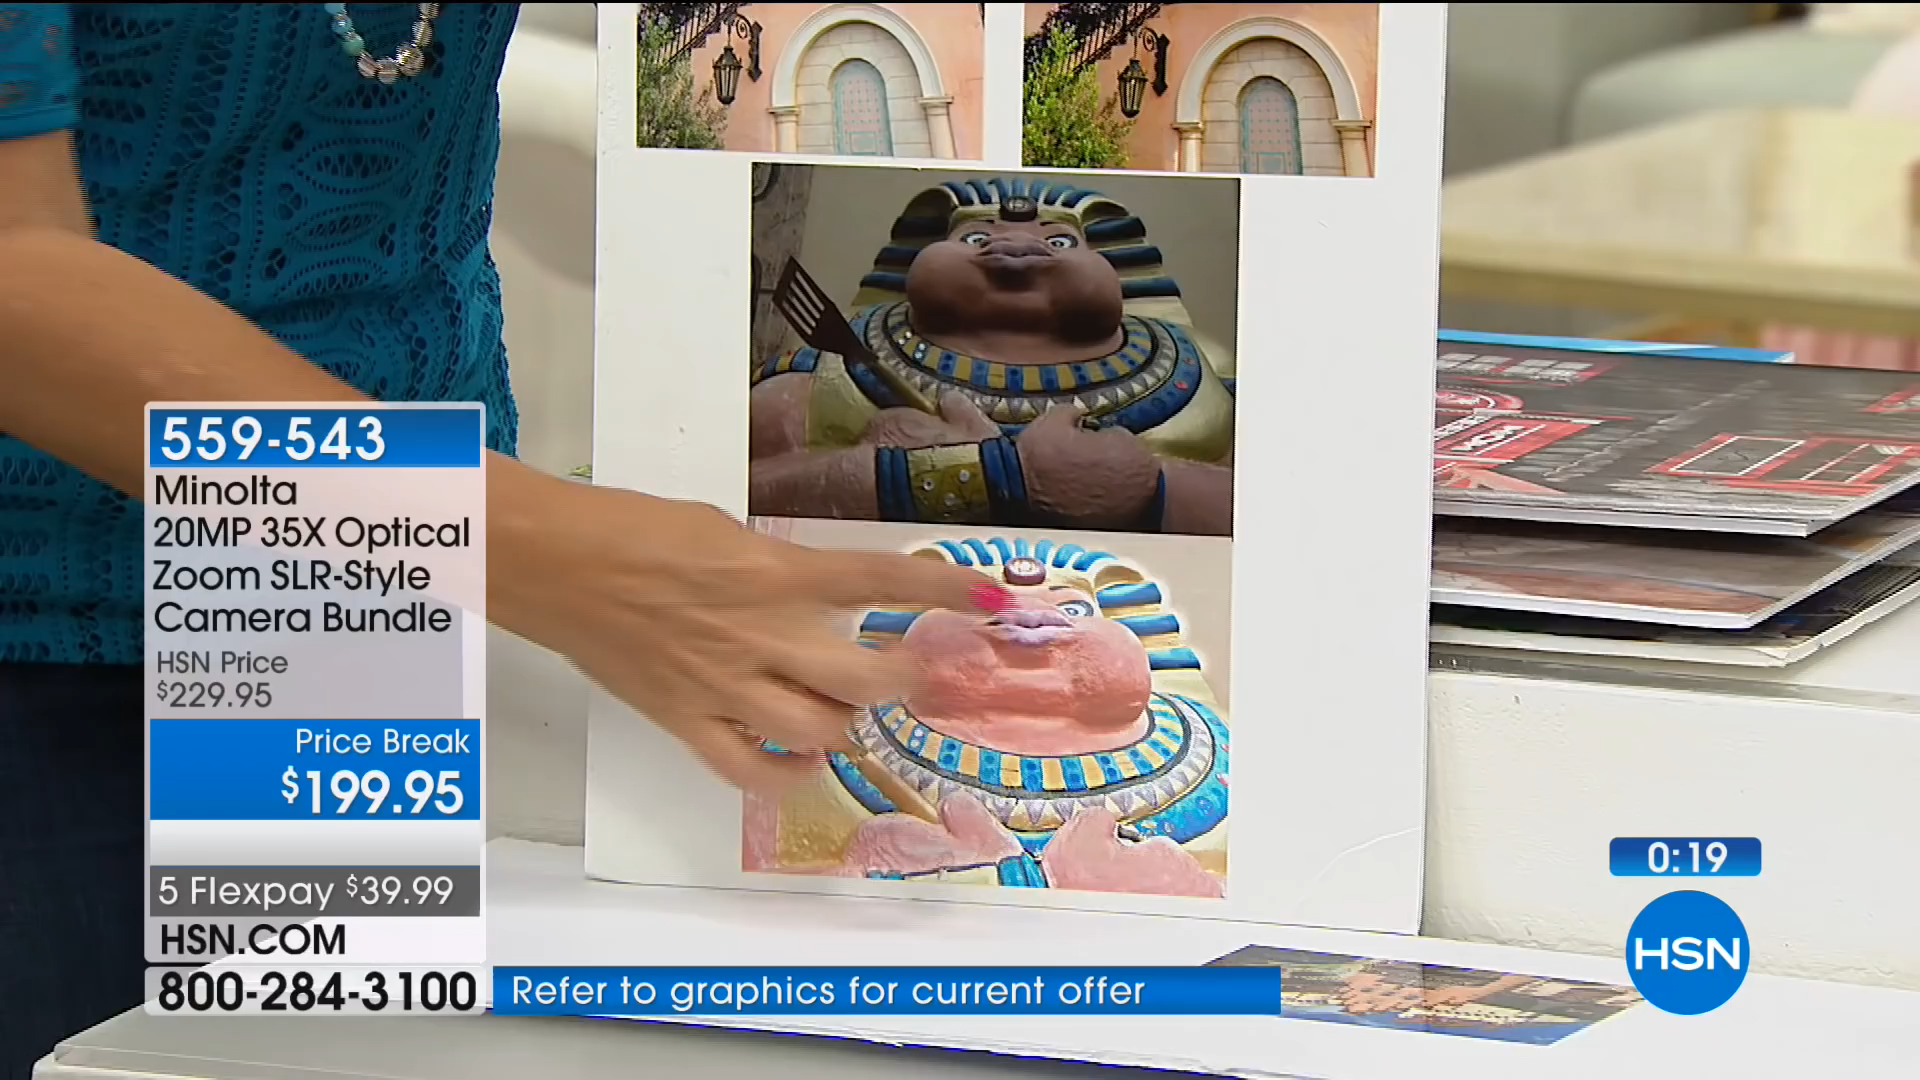 559-543
Minolta
20MP 35X Optical
Zoom SLR-Style
Camera Bundle
HSN Price
$229.95
Price Break
$199.95
5 Flexpay $39.99
HSN.COM
800-284-3100
Refer to graphics for current offer
0:19
HSN
MOM